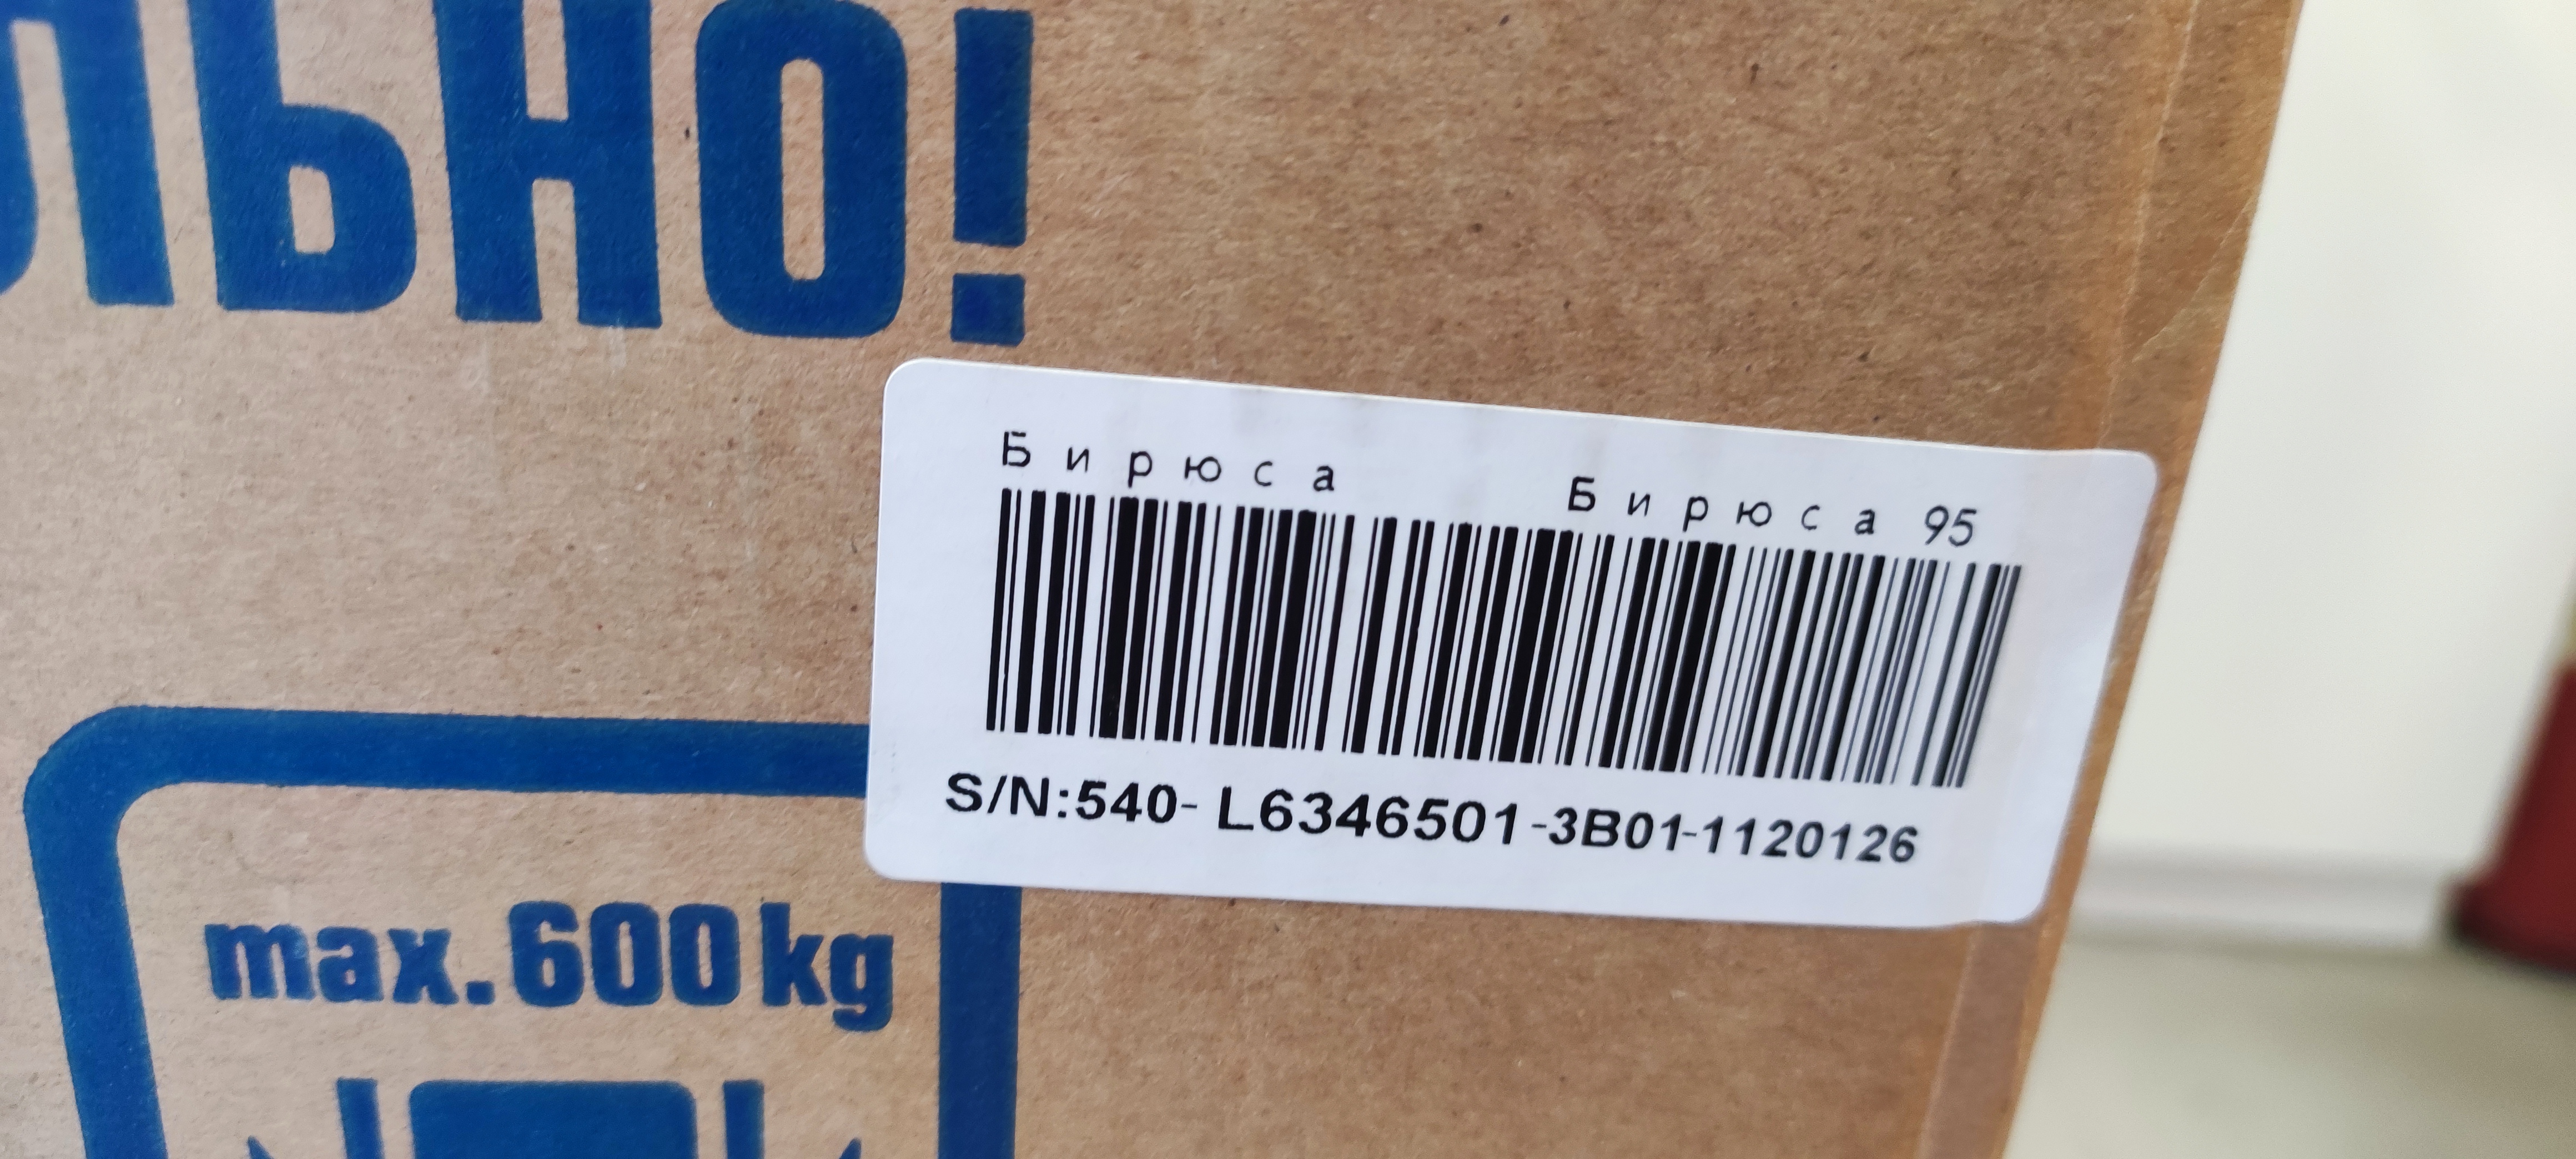 ЛЬНО!
Бирюса Бирюса 95
S/N:540-L6346501-3B01-1120126
max.600kg